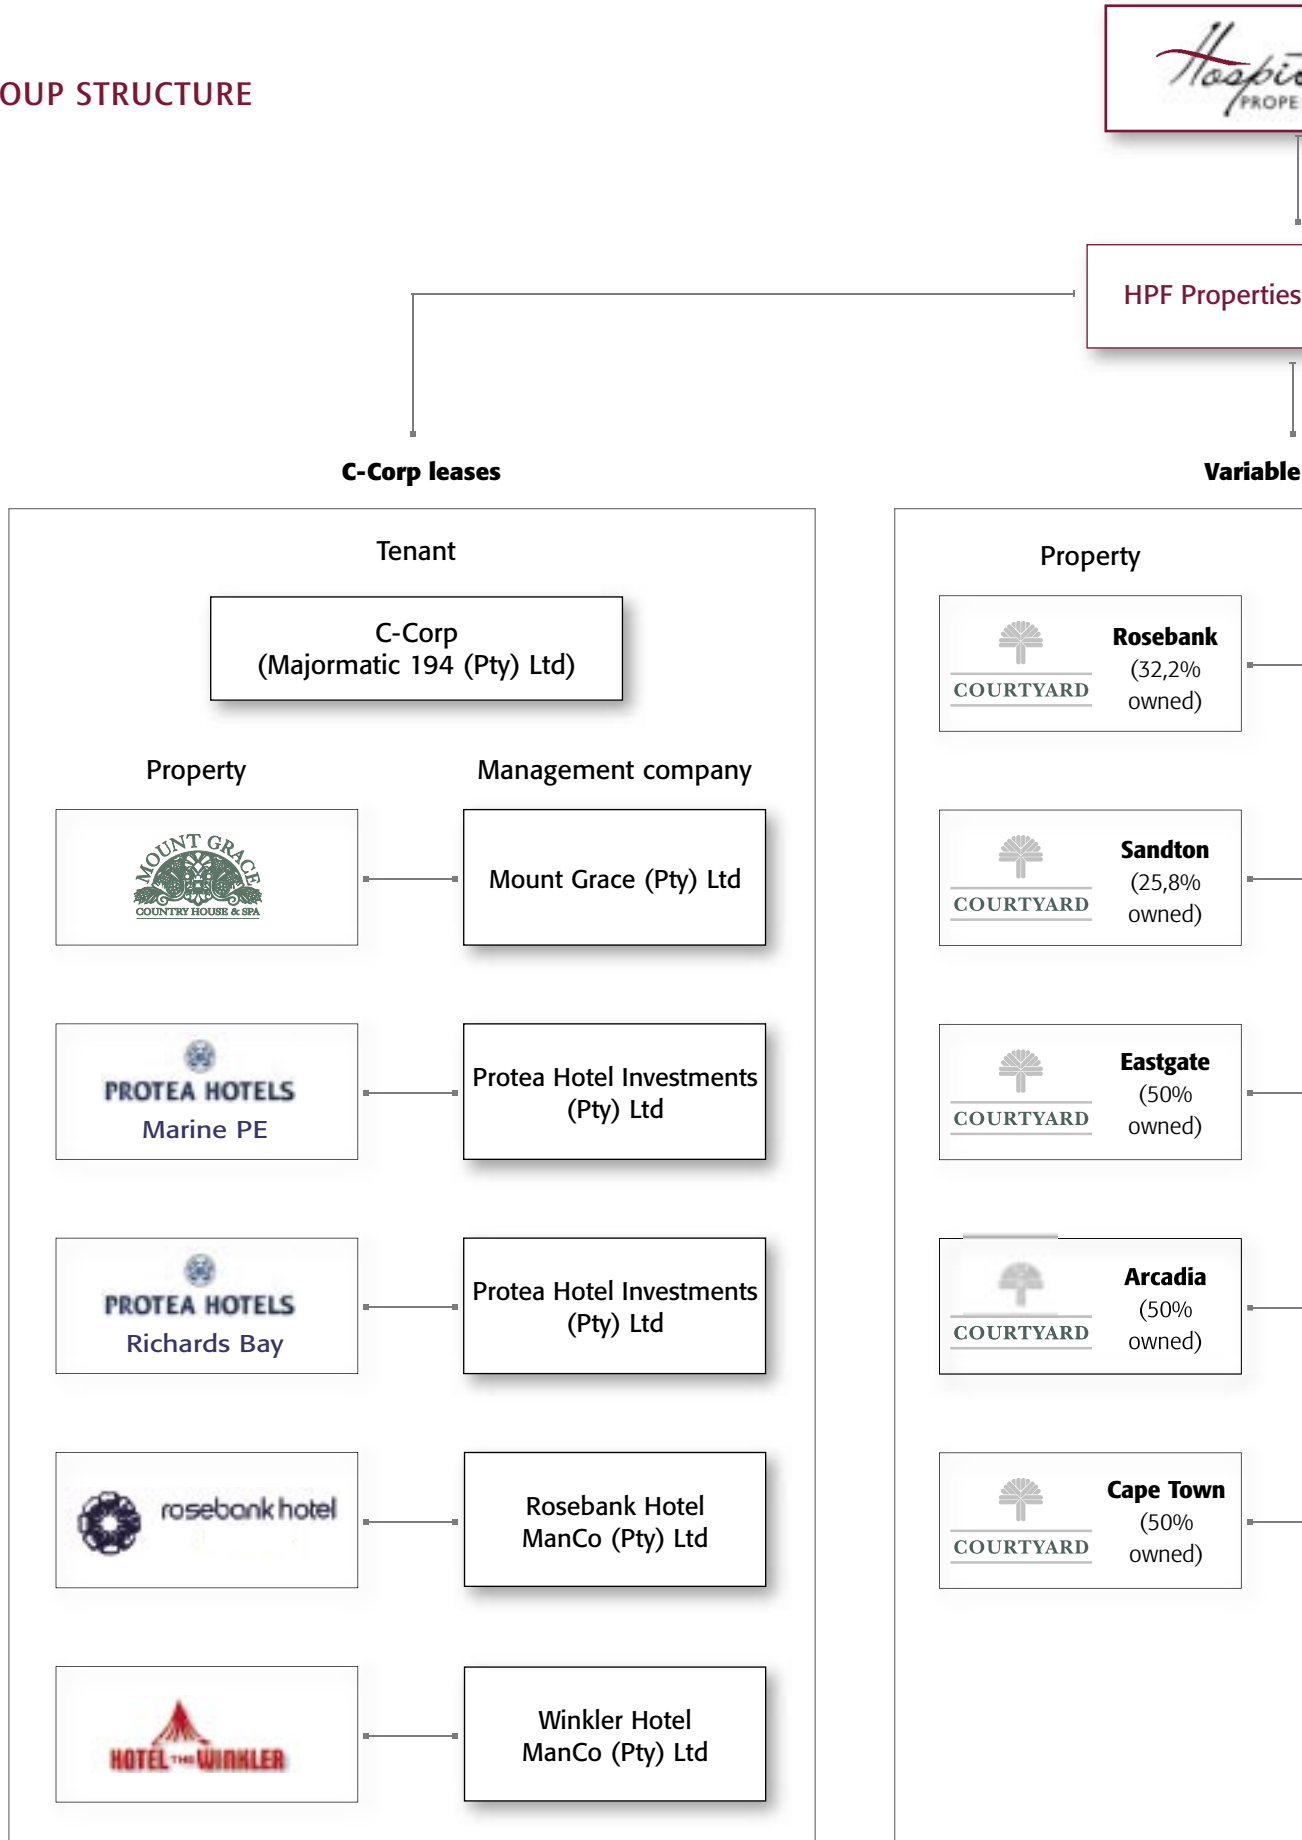 OUP STRUCTURE
PROPE
HPF Properties
C-Corp leases
Tenant
C-Corp
(Majormatic 194 (Pty) Ltd)
Property
Management company
MOUNT GRACE
COUNTRY HOUSE & SPA
Mount Grace (Pty) Ltd
PROTEA HOTELS
Marine PE
Protea Hotel Investments
(Pty) Ltd
PROTEA HOTELS
Richards Bay
Protea Hotel Investments
(Pty) Ltd
rosebank hotel
Rosebank Hotel
ManCo (Pty) Ltd
HOTEL THE WINKLER
Winkler Hotel
ManCo (Pty) Ltd
Variable
Property
COURTYARD
Rosebank
(32,2%
owned)
COURTYARD
Sandton
(25,8%
owned)
COURTYARD
Eastgate
(50%
owned)
COURTYARD
Arcadia
(50%
owned)
COURTYARD
Cape Town
(50%
owned)